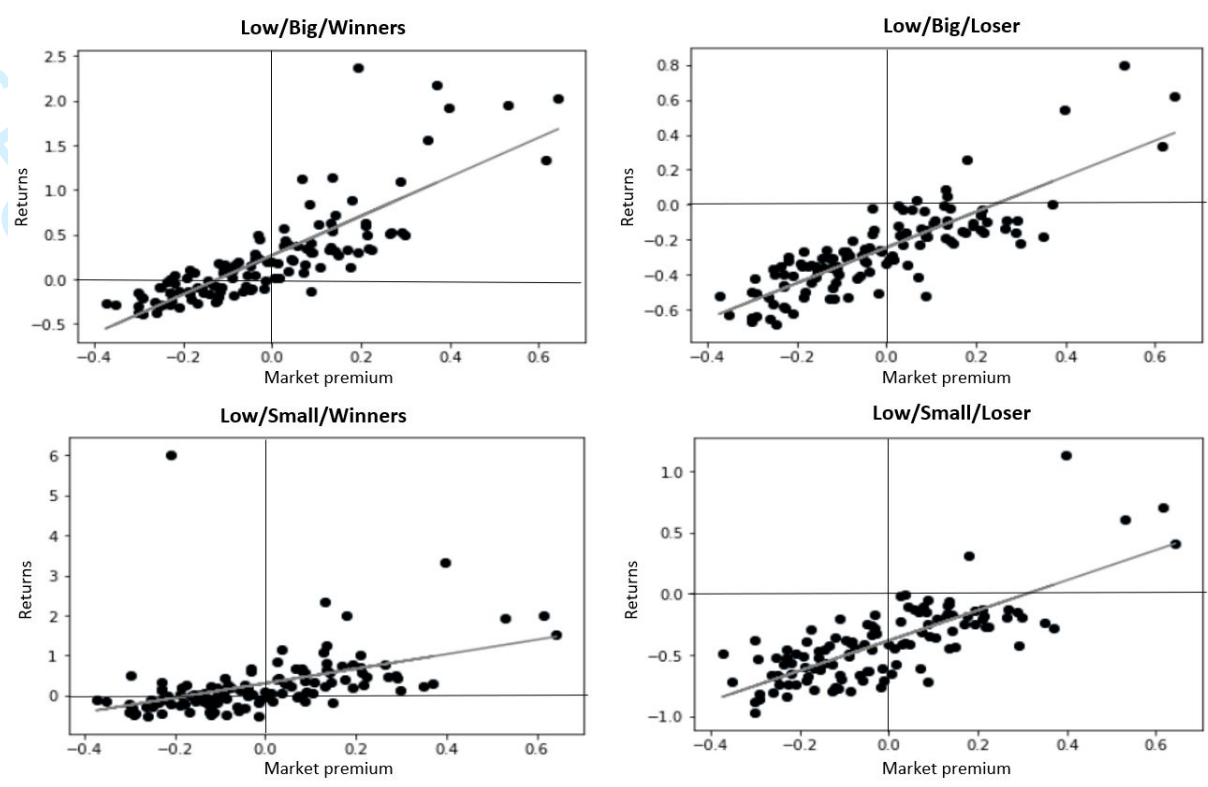 Low/Big/Winners
2.5
2.0
1.5
1.0
0.5
0.0
−0.5
Returns
−0.4 −0.2 0.0 0.2 0.4 0.6
Market premium
Low/Big/Loser
0.8
0.6
0.4
0.2
0.0
−0.2
−0.4
−0.6
Returns
−0.4 −0.2 0.0 0.2 0.4 0.6
Market premium
Low/Small/Winners
6
5
4
3
2
1
0
Returns
−0.4 −0.2 0.0 0.2 0.4 0.6
Market premium
Low/Small/Loser
1.0
0.5
0.0
−0.5
−1.0
Returns
−0.4 −0.2 0.0 0.2 0.4 0.6
Market premium